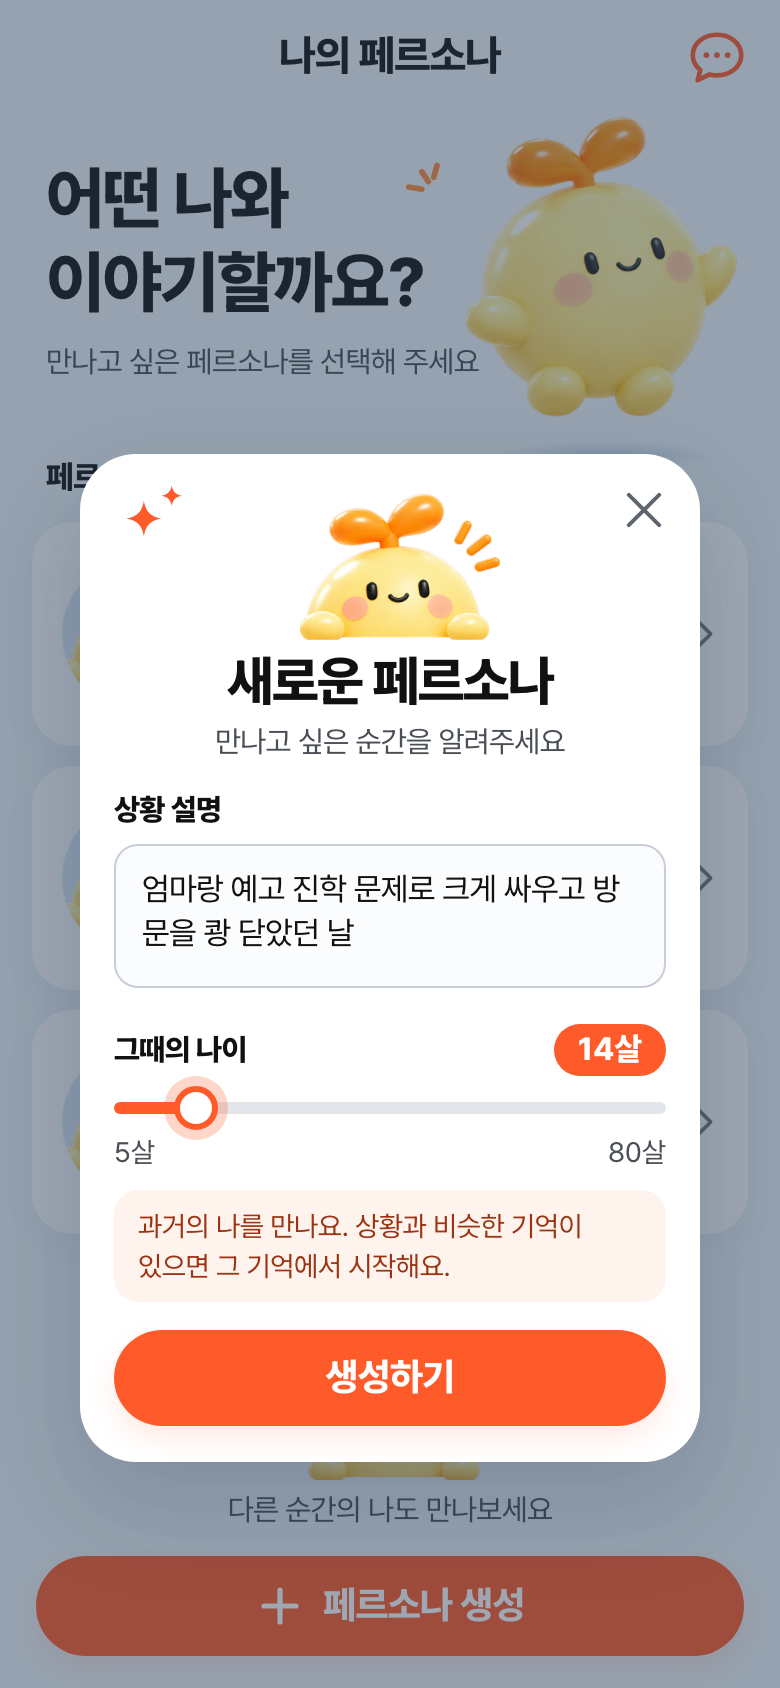 나의 페르소나
어떤 나와
이야기할까요?
만나고 싶은 페르소나를 선택해 주세요
페르
새로운 페르소나
만나고 싶은 순간을 알려주세요
상황 설명
엄마랑 예고 진학 문제로 크게 싸우고 방
문을 쾅 닫았던 날
그때의 나이
14살
5살
80살
과거의 나를 만나요. 상황과 비슷한 기억이
있으면 그 기억에서 시작해요.
생성하기
다른 순간의 나도 만나보세요
페르소나 생성